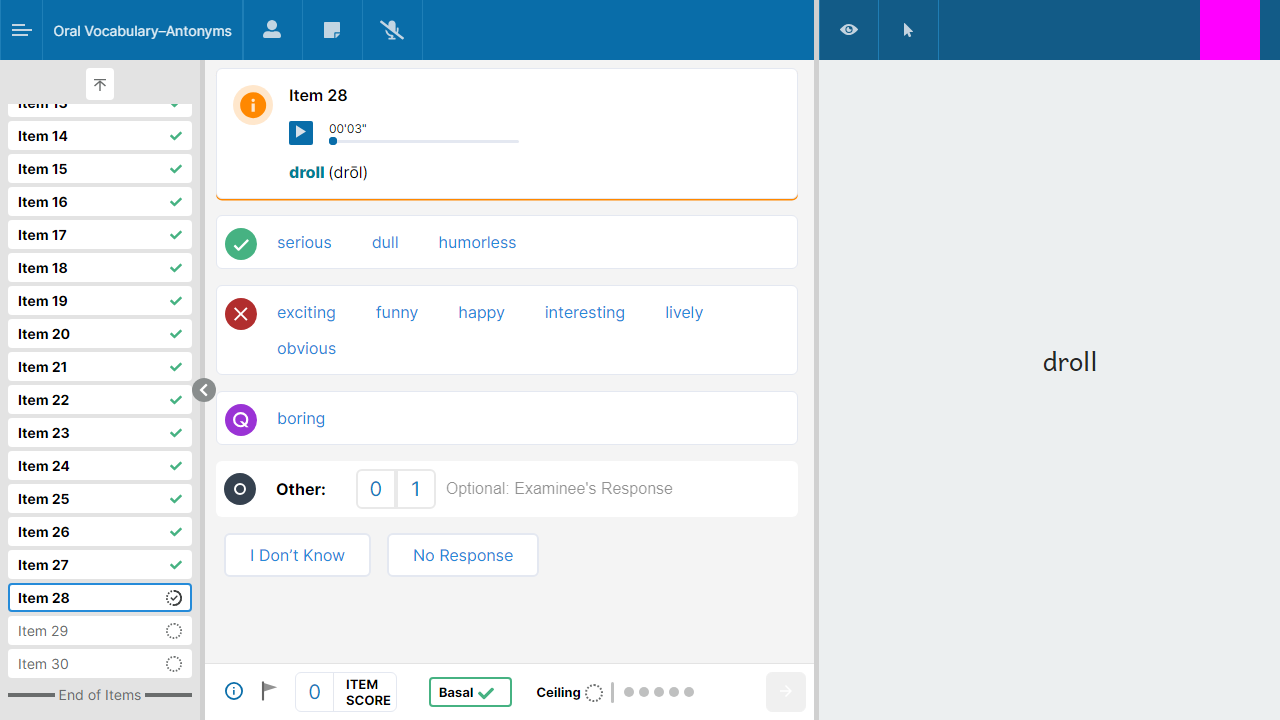 Oral Vocabulary–Antonyms
Item 14
Item 15
Item 16
Item 17
Item 18
Item 19
Item 20
Item 21
Item 22
Item 23
Item 24
Item 25
Item 26
Item 27
Item 28
Item 29
Item 30
End of Items
Item 28
00'03"
droll (drōl)
serious dull humorless
exciting funny happy interesting lively
obvious
Q boring
Other: 0 1 Optional: Examinee's Response
I Don’t Know No Response
0 ITEM SCORE Basal Ceiling
droll